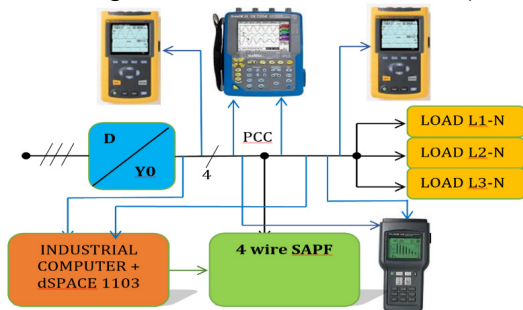 PCC
D
Y0
4
LOAD L1-N
LOAD L2-N
LOAD L3-N
INDUSTRIAL
COMPUTER +
dSPACE 1103
4 wire SAPF